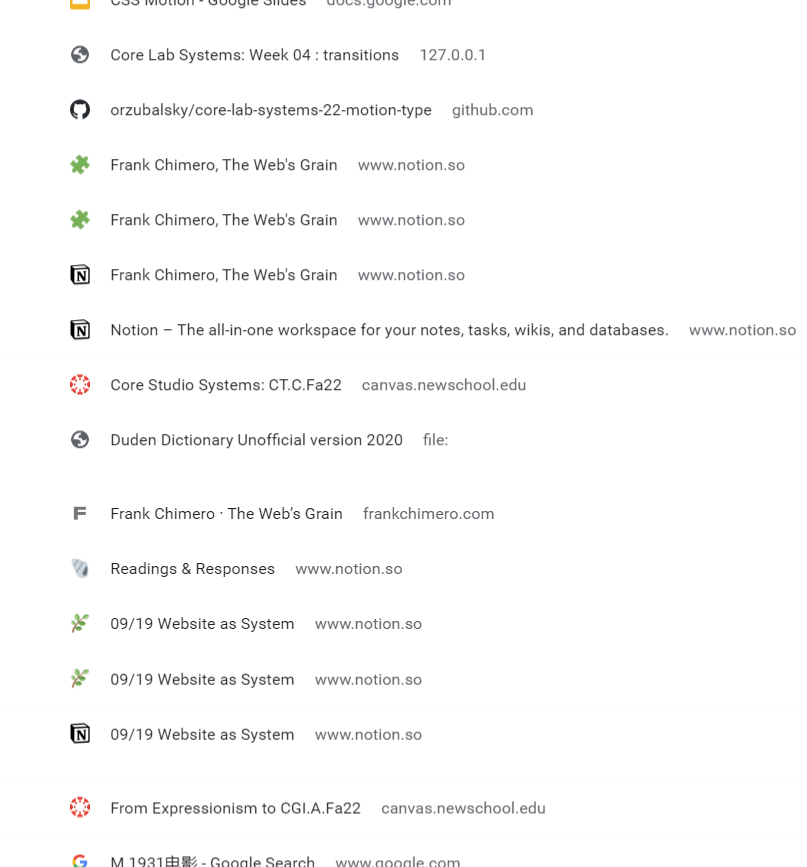 CSS Motion - Google Slides docs.google.com
Core Lab Systems: Week 04 : transitions 127.0.0.1
orzubalsky/core-lab-systems-22-motion-type github.com
Frank Chimero, The Web's Grain www.notion.so
Frank Chimero, The Web's Grain www.notion.so
Frank Chimero, The Web's Grain www.notion.so
Notion – The all-in-one workspace for your notes, tasks, wikis, and databases. www.notion.so
Core Studio Systems: CT.C.Fa22 canvas.newschool.edu
Duden Dictionary Unofficial version 2020 file:
Frank Chimero · The Web’s Grain frankchimero.com
Readings & Responses www.notion.so
09/19 Website as System www.notion.so
09/19 Website as System www.notion.so
09/19 Website as System www.notion.so
From Expressionism to CGI.A.Fa22 canvas.newschool.edu
M 1931电影 - Google Search www.google.com